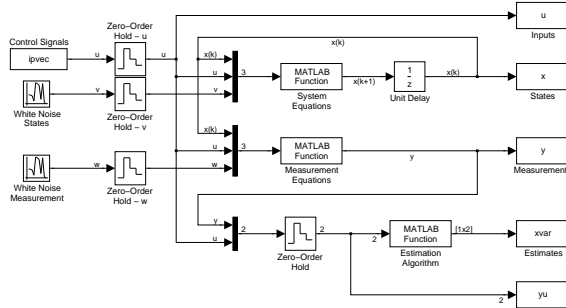 Zero-Order
Hold - u
Control Signals
ipvec
u
u
x(k)
u
v
3
MATLAB
Function
System
Equations
x(k+1)
1
z
Unit Delay
x(k)
x(k)
u
Inputs
x
States
White Noise
States
v
Zero-Order
Hold - v
White Noise
Measurement
w
Zero-Order
Hold - w
x(k)
u
w
3
MATLAB
Function
Measurement
Equations
y
y
Measurement
y
u
2
Zero-Order
Hold
2
2
MATLAB
Function
Estimation
Algorithm
[1x2]
xvar
Estimates
2
yu